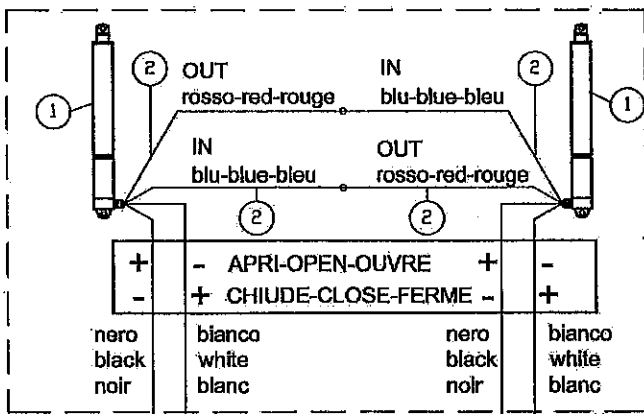 2 OUT IN 2
1 rosso-red-rouge blu-blue-bleu 1
IN OUT
blu-blue-bleu rosso-red-rouge
2 2
+ - APRI-OPEN-OUVRE + -
- + CHIUDE-CLOSE-FERME - +
nero bianco nero bianco
black white black white
noir blanc noir blanc